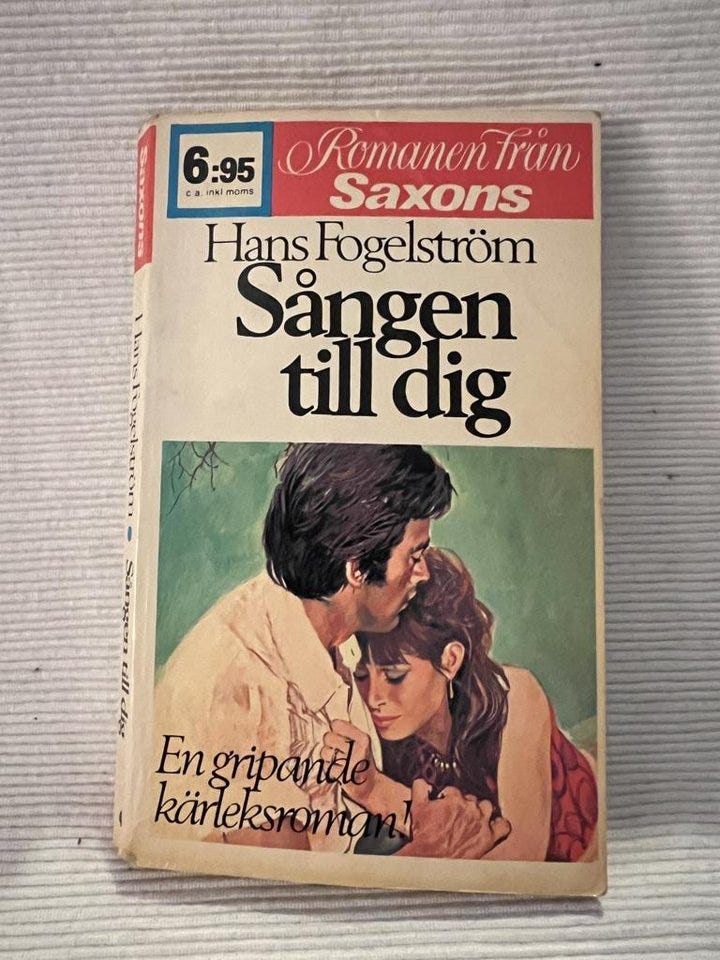 6:95
c a. inkl moms
Romanen från
Saxons
Hans Fogelström
Sången
till dig
En gripande
kärleksroman!
Saxons
Hans Fogelström • Sången till dig